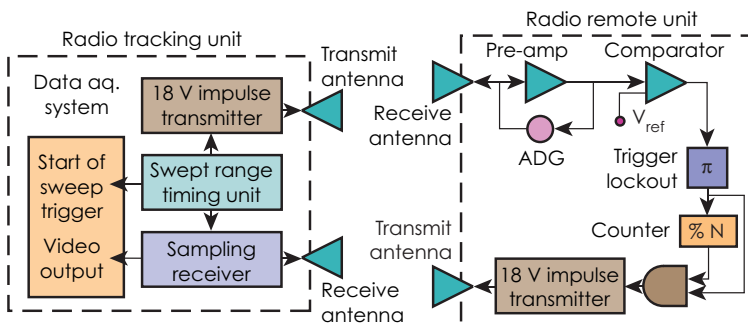 Radio tracking unit
Data aq.
system
18 V impulse
transmitter
Transmit
antenna
Start of
sweep
trigger
Swept range
timing unit
Video
output
Sampling
receiver
Receive
antenna
Radio remote unit
Pre-amp
Comparator
Receive
antenna
ADG
Vref
Trigger
lockout
π
Counter
% N
Transmit
antenna
18 V impulse
transmitter